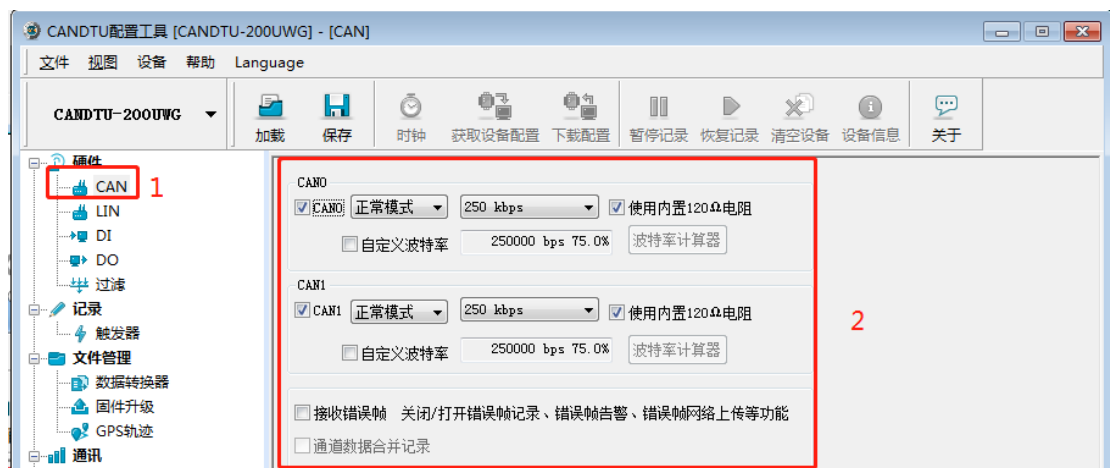 CANDTU配置工具 [CANDTU-200UWG] - [CAN]
文件 视图 设备 帮助 Language
CANDTU-200UWG 加载 保存 时钟 获取设备配置 下载配置 暂停记录 恢复记录 清空设备 设备信息 关于
硬件
CAN 1
LIN
DI
DO
过滤
记录
触发器
文件管理
数据转换器
固件升级
GPS轨迹
通讯
CAN0
CAN0 正常模式 250 kbps 使用内置120Ω电阻
自定义波特率 250000 bps 75.0% 波特率计算器
CAN1
CAN1 正常模式 250 kbps 使用内置120Ω电阻
自定义波特率 250000 bps 75.0% 波特率计算器
2
接收错误帧 关闭/打开错误帧记录、错误帧告警、错误帧网络上传等功能
通道数据合并记录